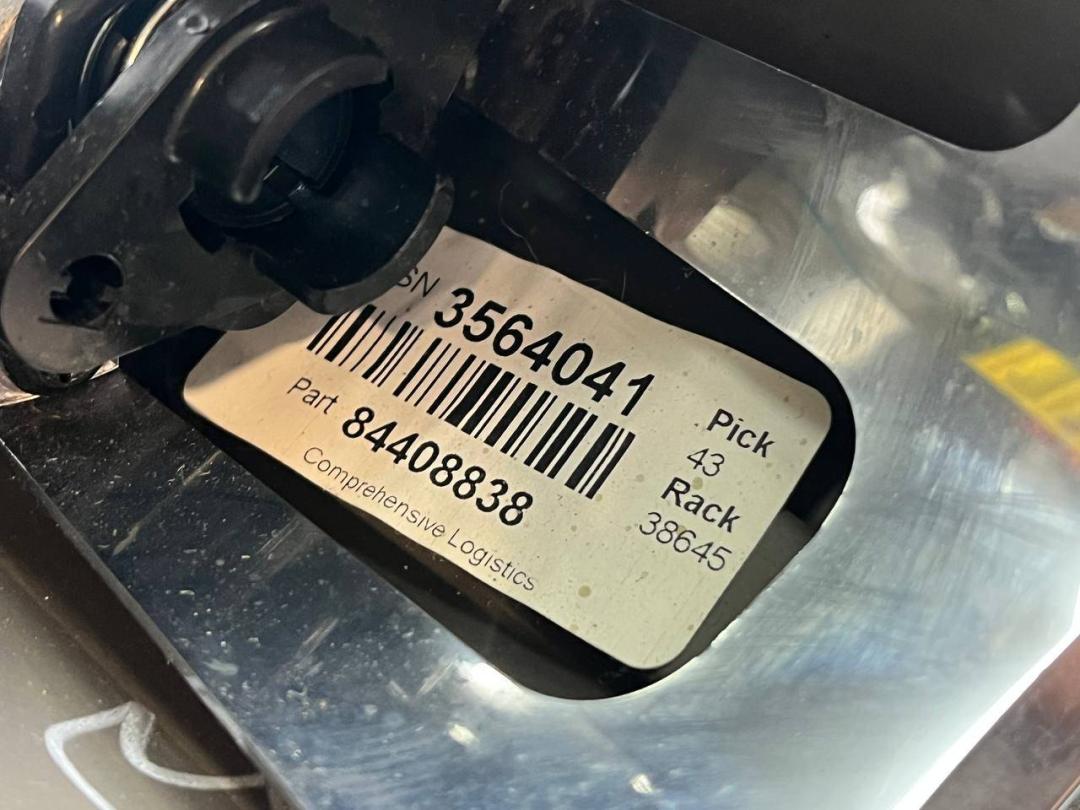 SN 3564041
Part 84408838
Comprehensive Logistics
Pick
43
Rack
38645